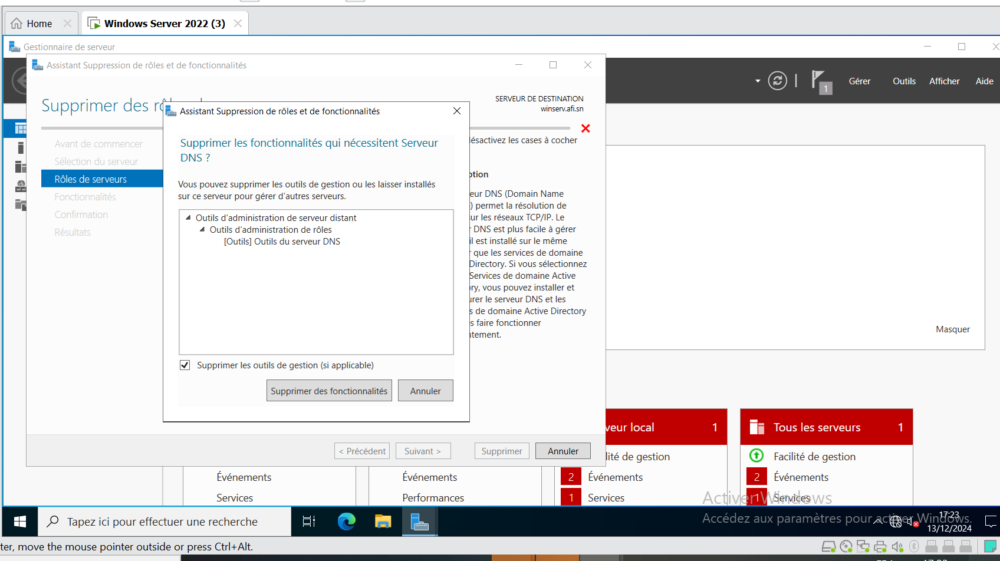 Home
Windows Server 2022 (3)
Gestionnaire de serveur
Assistant Suppression de rôles et de fonctionnalités
1
Gérer
Outils
Afficher
Aide
Supprimer des
SERVEUR DE DESTINATION
winserv.afi.sn
Avant de commencer
Sélection du serveur
Rôles de serveurs
Fonctionnalités
Confirmation
Résultats
Assistant Suppression de rôles et de fonctionnalités
Supprimer les fonctionnalités qui nécessitent Serveur
DNS ?
Vous pouvez supprimer les outils de gestion ou les laisser installés
sur ce serveur pour gérer d'autres serveurs.
Outils d'administration de serveur distant
Outils d'administration de rôles
[Outils] Outils du serveur DNS
Supprimer les outils de gestion (si applicable)
Supprimer des fonctionnalités
Annuler
ésactivez les cases à cocher
ption
eur DNS (Domain Name
) permet la résolution de
ur les réseaux TCP/IP. Le
r DNS est plus facile à gérer
il est installé sur le même
r que les services de domaine
Directory. Si vous sélectionnez
Services de domaine Active
ory, vous pouvez installer et
urer le serveur DNS et les
s de domaine Active Directory
s faire fonctionner
ntement.
< Précédent
Suivant >
Supprimer
Annuler
Masquer
veur local
1
Tous les serveurs
1
lité de gestion
Facilité de gestion
Événements
Événements
2
Événements
2
Événements
Services
Performances
1
Services
1
Services
Activer Windows
Accédez aux paramètres pour activer Windows.
Tapez ici pour effectuer une recherche
17:23
13/12/2024
ter, move the mouse pointer outside or press Ctrl+Alt.